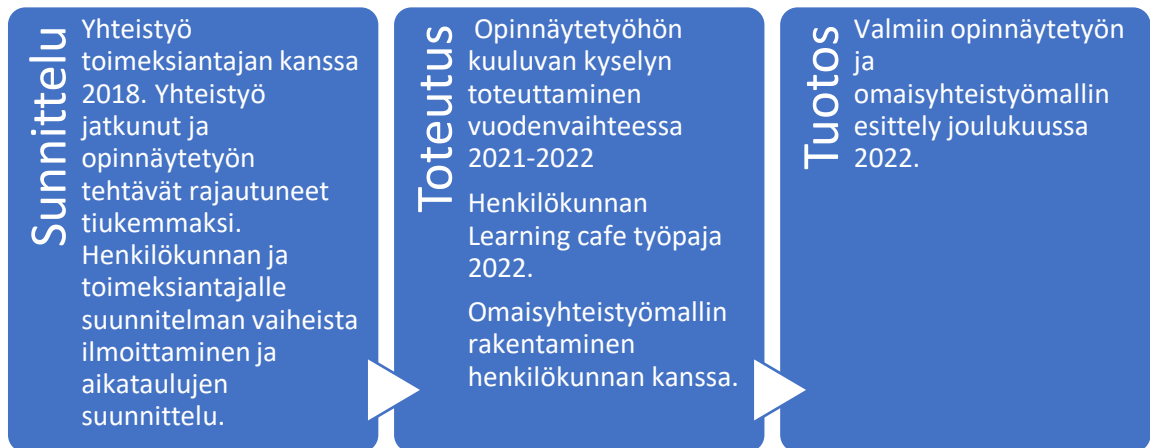 Sunnittelu
Yhteistyö
toimeksiantajan kanssa
2018. Yhteistyö
jatkunut ja
opinnäytetyön
tehtävät rajautuneet
tiukemmaksi.
Henkilökunnan ja
toimeksiantajalle
suunnitelman vaiheista
ilmoittaminen ja
aikataulujen
suunnittelu.
Toteutus
Opinnäytetyöhön
kuuluvan kyselyn
toteuttaminen
vuodenvaihteessa
2021-2022
Henkilökunnan
Learning cafe työpaja
2022.
Omaisyhteistyömallin
rakentaminen
henkilökunnan kanssa.
Tuotos
Valmiin opinnäytetyön
ja
omaisyhteistyömallin
esittely joulukuussa
2022.